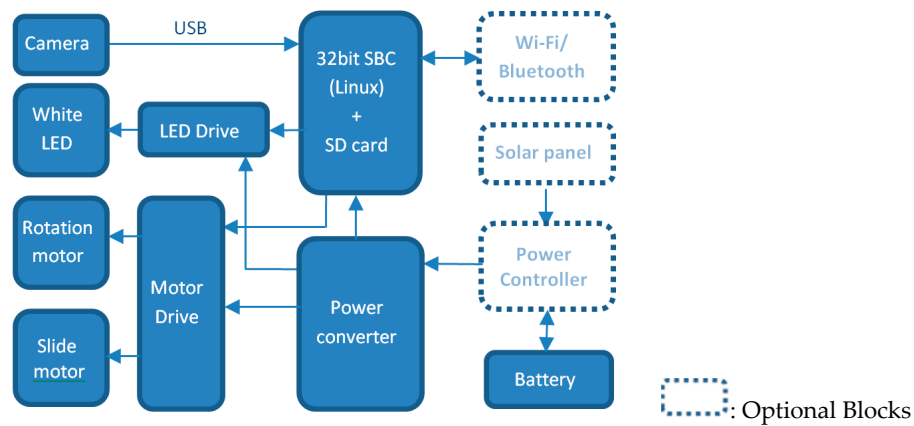 Camera
USB
32bit SBC
(Linux)
+
SD card
Wi-Fi/
Bluetooth
White
LED
LED Drive
Solar panel
Rotation
motor
Motor
Drive
Power
converter
Power
Controller
Slide
motor
Battery
: Optional Blocks